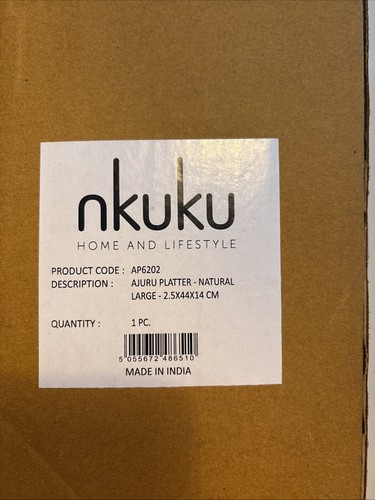 nkuku
HOME AND LIFESTYLE
PRODUCT CODE : AP6202
DESCRIPTION : AJURU PLATTER - NATURAL
LARGE - 2.5X44X14 CM
QUANTITY : 1 PC.
5 055672 486510
MADE IN INDIA